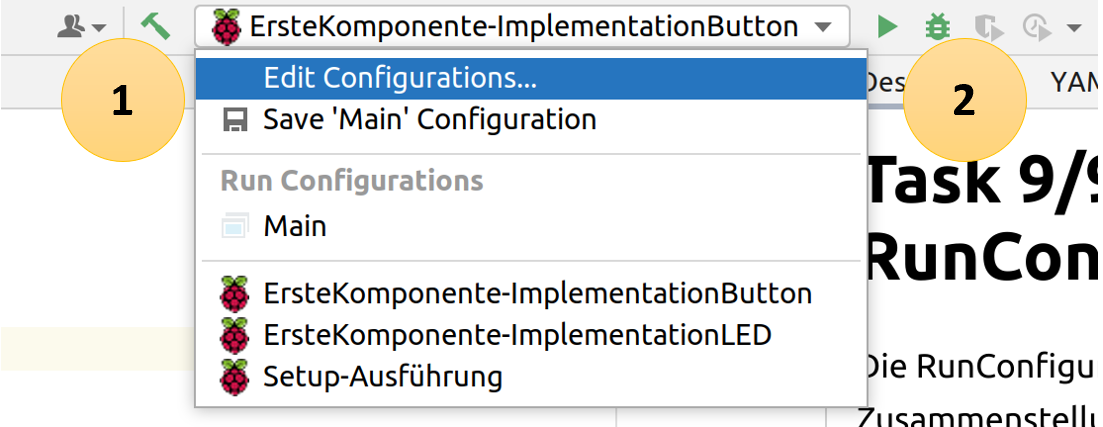 ErsteKomponente-ImplementationButton
1
Edit Configurations...
Des
2
YAM
Save 'Main' Configuration
Task 9/9
Run Configurations
Main
RunCon
ErsteKomponente-ImplementationButton
ErsteKomponente-ImplementationLED
Die RunConfigu
Setup-Ausführung
Zusammenstellu